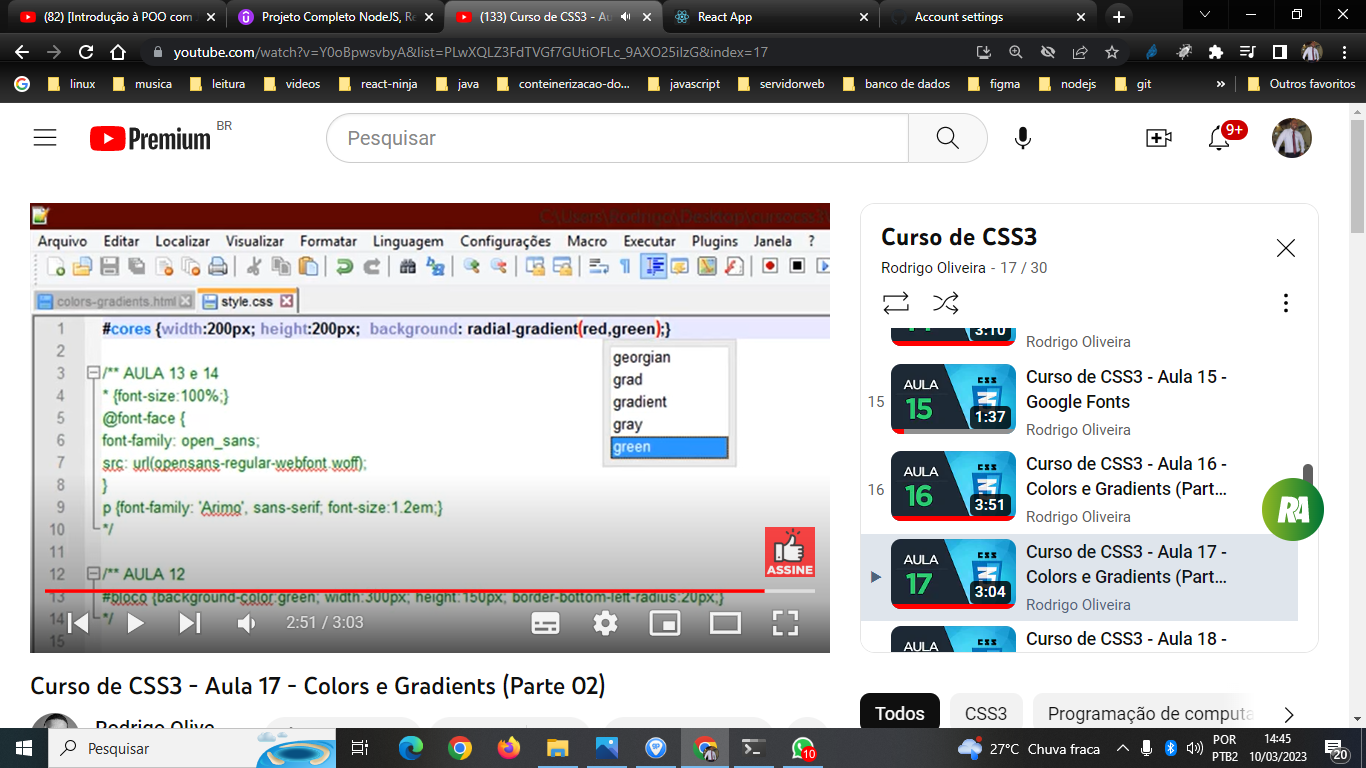 (82) [Introdução à POO com
Projeto Completo NodeJS, Re
(133) Curso de CSS3 - Au
React App
Account settings
youtube.com/watch?v=Y0oBpwsvbyA&list=PLwXQLZ3FdTVGf7GUtiOFLc_9AXO25iIzG&index=17
linux
musica
leitura
videos
react-ninja
java
conteinerizacao-do...
javascript
servidorweb
banco de dados
figma
nodejs
git
»
Outros favoritos
Premium
BR
Pesquisar
9+
C:\Users\Rodrigo\Desktop\cursocss3\
Arquivo Editar Localizar Visualizar Formatar Linguagem Configurações Macro Executar Plugins Janela ?
colors-gradients.html
style.css
1 #cores {width:200px; height:200px; background: radial-gradient(red,green);}
2
3 /** AULA 13 e 14
4 * {font-size:100%;}
5 @font-face {
6 font-family: open_sans;
7 src: url(opensans-regular-webfont.woff);
8 }
9 p {font-family: 'Arimo', sans-serif; font-size:1.2em;}
10 */
11
12 /** AULA 12
13 #bloco {background-color:green; width:300px; height:150px; border-bottom-left-radius:20px;}
14 */
15
georgian
grad
gradient
gray
green
ASSINE
2:51 / 3:03
Curso de CSS3 - Aula 17 - Colors e Gradients (Parte 02)
Rodrigo Olive
Curso de CSS3
Rodrigo Oliveira - 17 / 30
3:10
Rodrigo Oliveira
15
AULA
15
CSS
1:37
Curso de CSS3 - Aula 15 -
Google Fonts
Rodrigo Oliveira
16
AULA
16
CSS
3:51
Curso de CSS3 - Aula 16 -
Colors e Gradients (Part...
Rodrigo Oliveira
AULA
17
CSS
3:04
Curso de CSS3 - Aula 17 -
Colors e Gradients (Part...
Rodrigo Oliveira
AULA
CSS
Curso de CSS3 - Aula 18 -
RA
Todos
CSS3
Programação de computa
Pesquisar
10
27°C Chuva fraca
POR
PTB2
14:45
10/03/2023
20